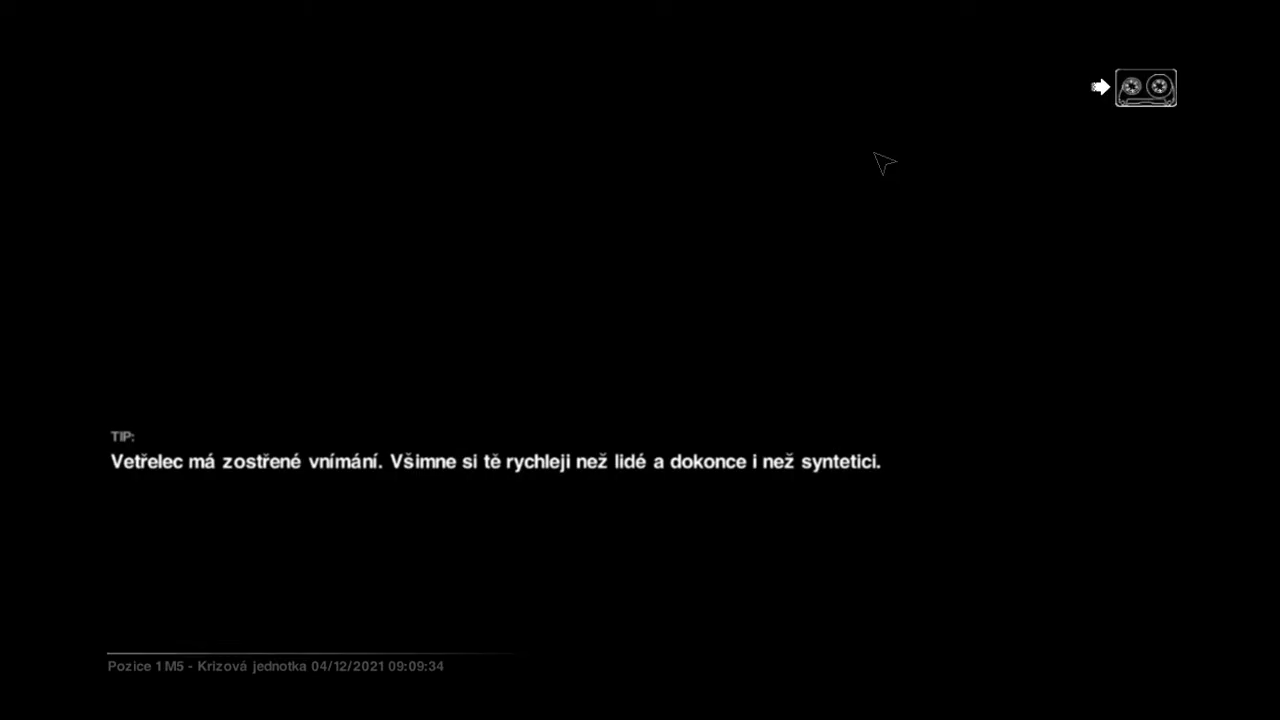 TIP:
Vetřelec má zostřené vnímání. Všimne si tě rychleji než lidé a dokonce i než syntetici.
Pozice 1 M5 - Krizová jednotka 04/12/2021 09:09:34